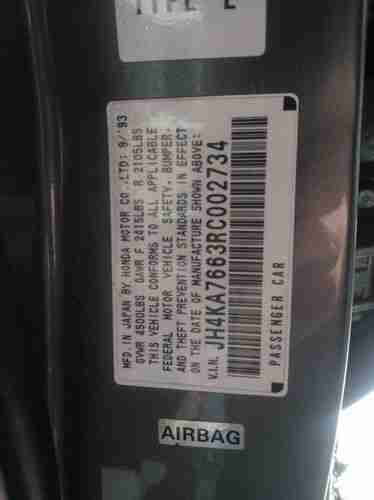 TYPE E
MFD. IN JAPAN BY HONDA MOTOR CO.,LTD: 9/'93
GVWR 4500LBS GAWR F 2415LBS R 2105LBS
THIS VEHICLE CONFORMS TO ALL APPLICABLE
FEDERAL MOTOR VEHICLE SAFETY, BUMPER,
AND THEFT PREVENTION STANDARDS IN EFFECT
ON THE DATE OF MANUFACTURE SHOWN ABOVE:
V.I.N. JH4KA7663RC002734
PASSENGER CAR
AIRBAG